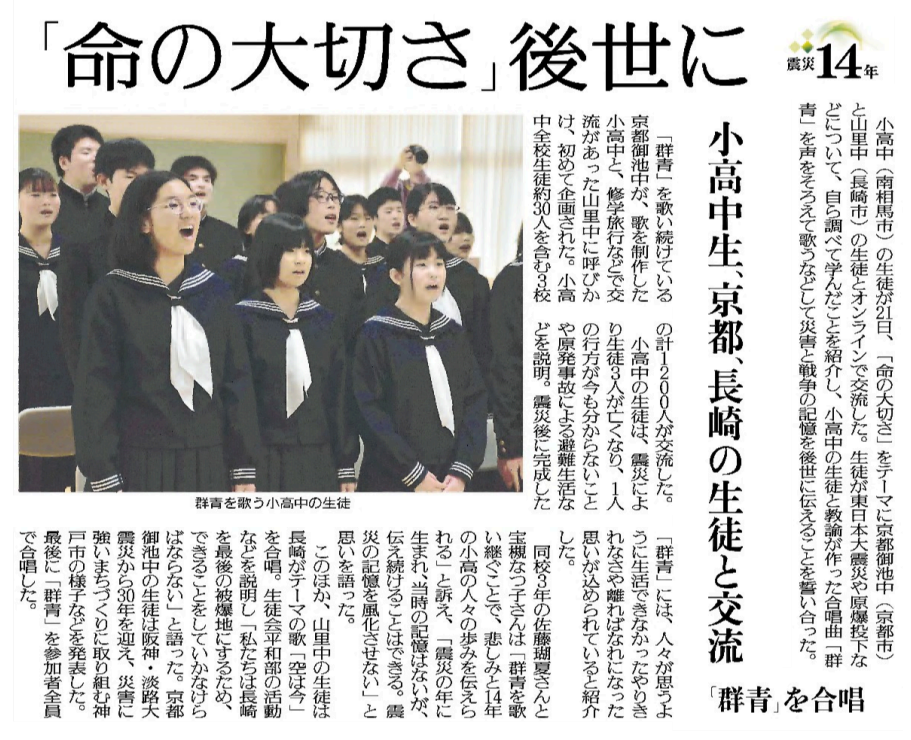 「命の大切さ」後世に
震災14年
小高中生、京都、長崎の生徒と交流
「群青」を合唱
小高中(南相馬市)の生徒が21日、「命の大切さ」をテーマに京都御池中(京都市)
と山里中(長崎市)の生徒とオンラインで交流した。生徒が東日本大震災や原爆投下な
どについて、自ら調べて学んだことを紹介し、小高中の生徒と教諭が作った合唱曲「群
青」を声をそろえて歌うなどして災害と戦争の記憶を後世に伝えることを誓い合った。
「群青」を歌い続けている
京都御池中が、歌を制作した
小高中と、修学旅行などで交
流があった山里中に呼びか
け、初めて企画された。小高
中全校生徒約30人を含む3校
の計1200人が交流した。
小高中の生徒は、震災によ
り生徒3人が亡くなり、1人
の行方が今も分からないこと
や原発事故による避難生活な
どを説明。震災後に完成した
「群青」には、人々が思うよ
うに生活できなかったやりき
れなさや離ればなれになった
思いが込められていると紹介
した。
同校3年の佐藤瑚夏さんと
宝槻なつ子さんは「群青を歌
い継ぐことで、悲しみと14年
の小高の人々の歩みを伝えら
れる」と訴え、「震災の年に
生まれ、当時の記憶はないが、
伝え続けることはできる。震
災の記憶を風化させない」と
思いを語った。
このほか、山里中の生徒は
長崎がテーマの歌「空は今」
を合唱。生徒会平和部の活動
などを説明し「私たちは長崎
を最後の被爆地にするため、
できることをしていかなけら
ばならない」と語った。京都
御池中の生徒は阪神・淡路大
震災から30年を迎え、災害に
強いまちづくりに取り組む神
戸市の様子などを発表した。
最後に「群青」を参加者全員
で合唱した。
群青を歌う小高中の生徒